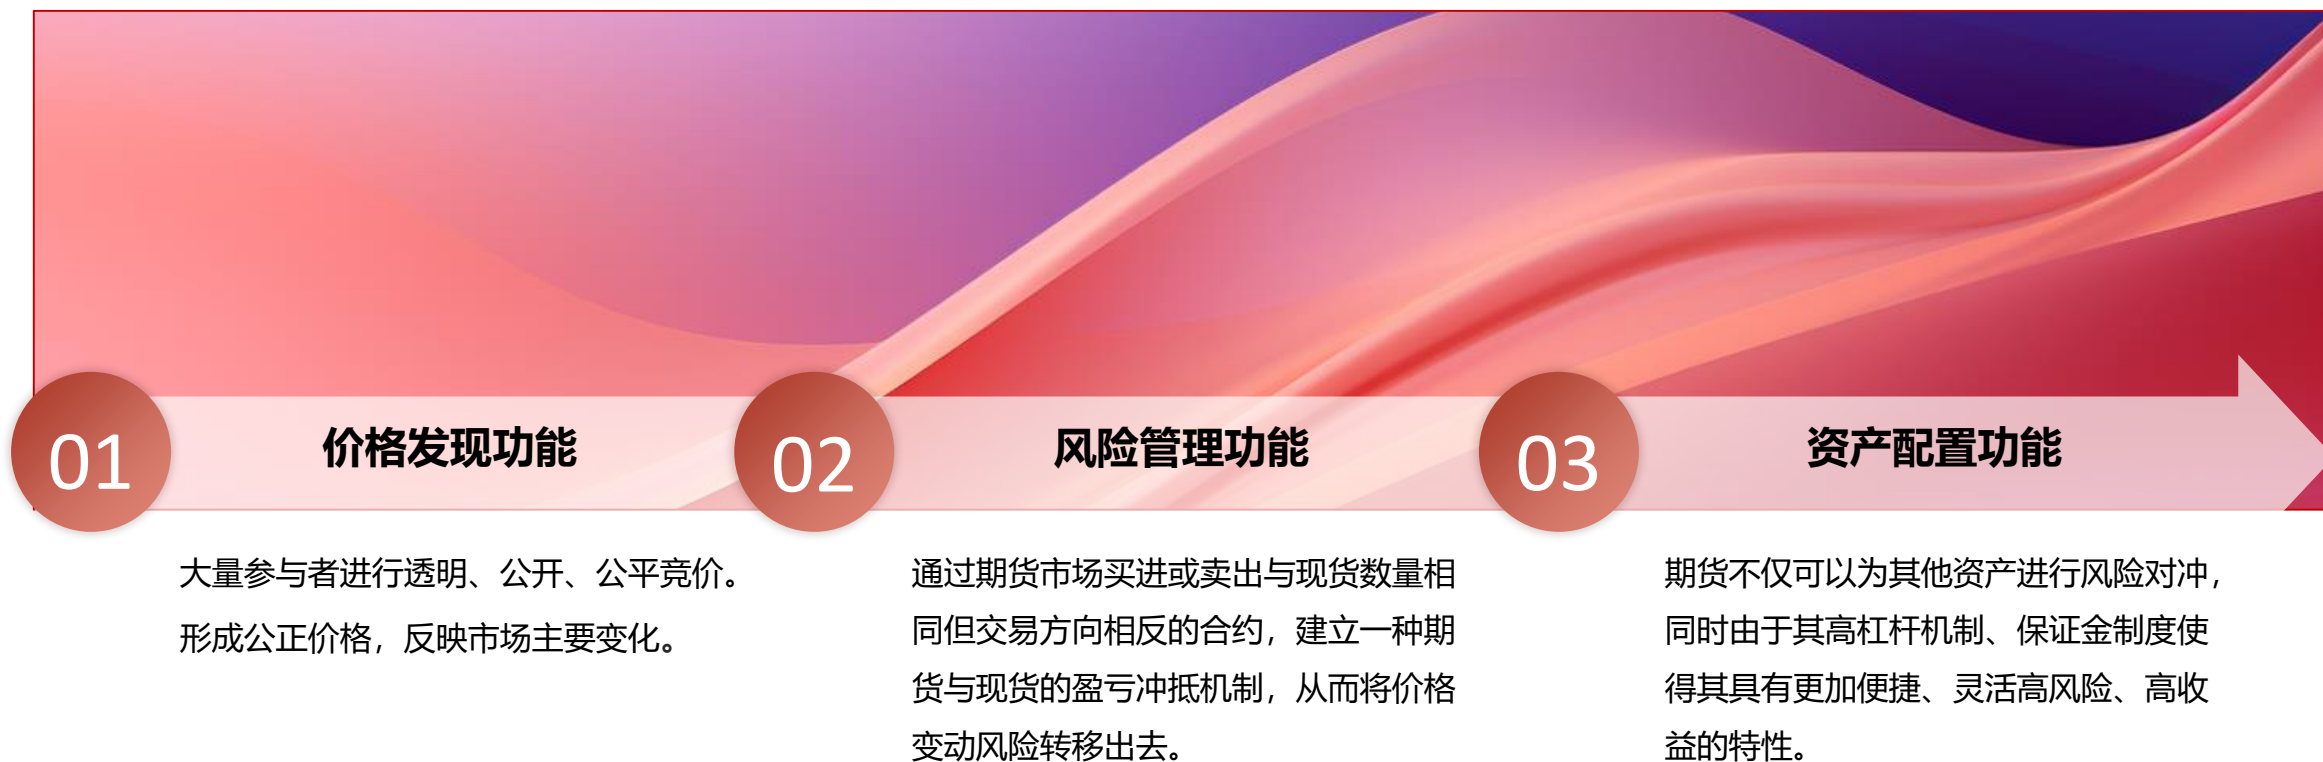 01
价格发现功能
大量参与者进行透明、公开、公平竞价。
形成公正价格，反映市场主要变化。
02
风险管理功能
通过期货市场买进或卖出与现货数量相
同但交易方向相反的合约，建立一种期
货与现货的盈亏冲抵机制，从而将价格
变动风险转移出去。
03
资产配置功能
期货不仅可以为其他资产进行风险对冲，
同时由于其高杠杆机制、保证金制度使
得其具有更加便捷、灵活高风险、高收
益的特性。